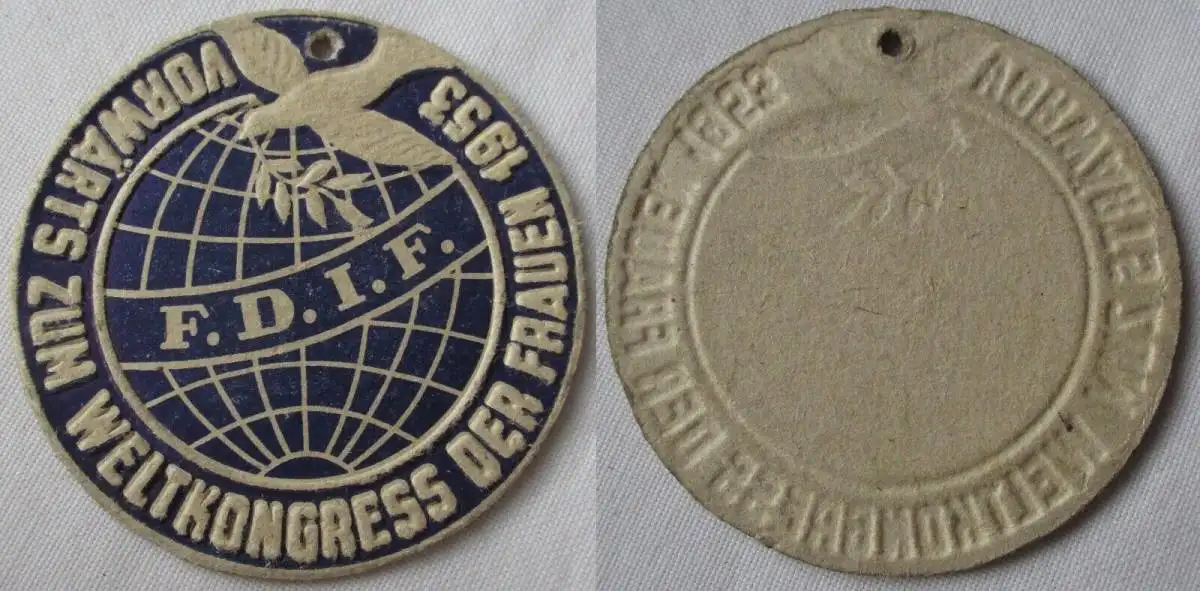 VORWÄRTS ZUM WELTKONGRESS DER FRAUEN 1953
F.D.I.F.